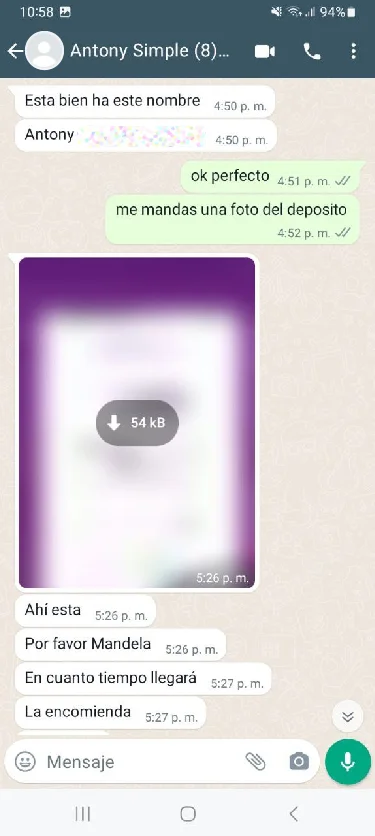 10:58
94%
Antony Simple (8)...
Esta bien ha este nombre 4:50 p. m.
Antony
4:50 p. m.
ok perfecto 4:51 p. m.
me mandas una foto del deposito
4:52 p. m.
54 kB
5:26 p. m.
Ahí esta 5:26 p. m.
Por favor Mandela 5:26 p. m.
En cuanto tiempo llegará 5:27 p. m.
La encomienda 5:27 p. m.
Mensaje